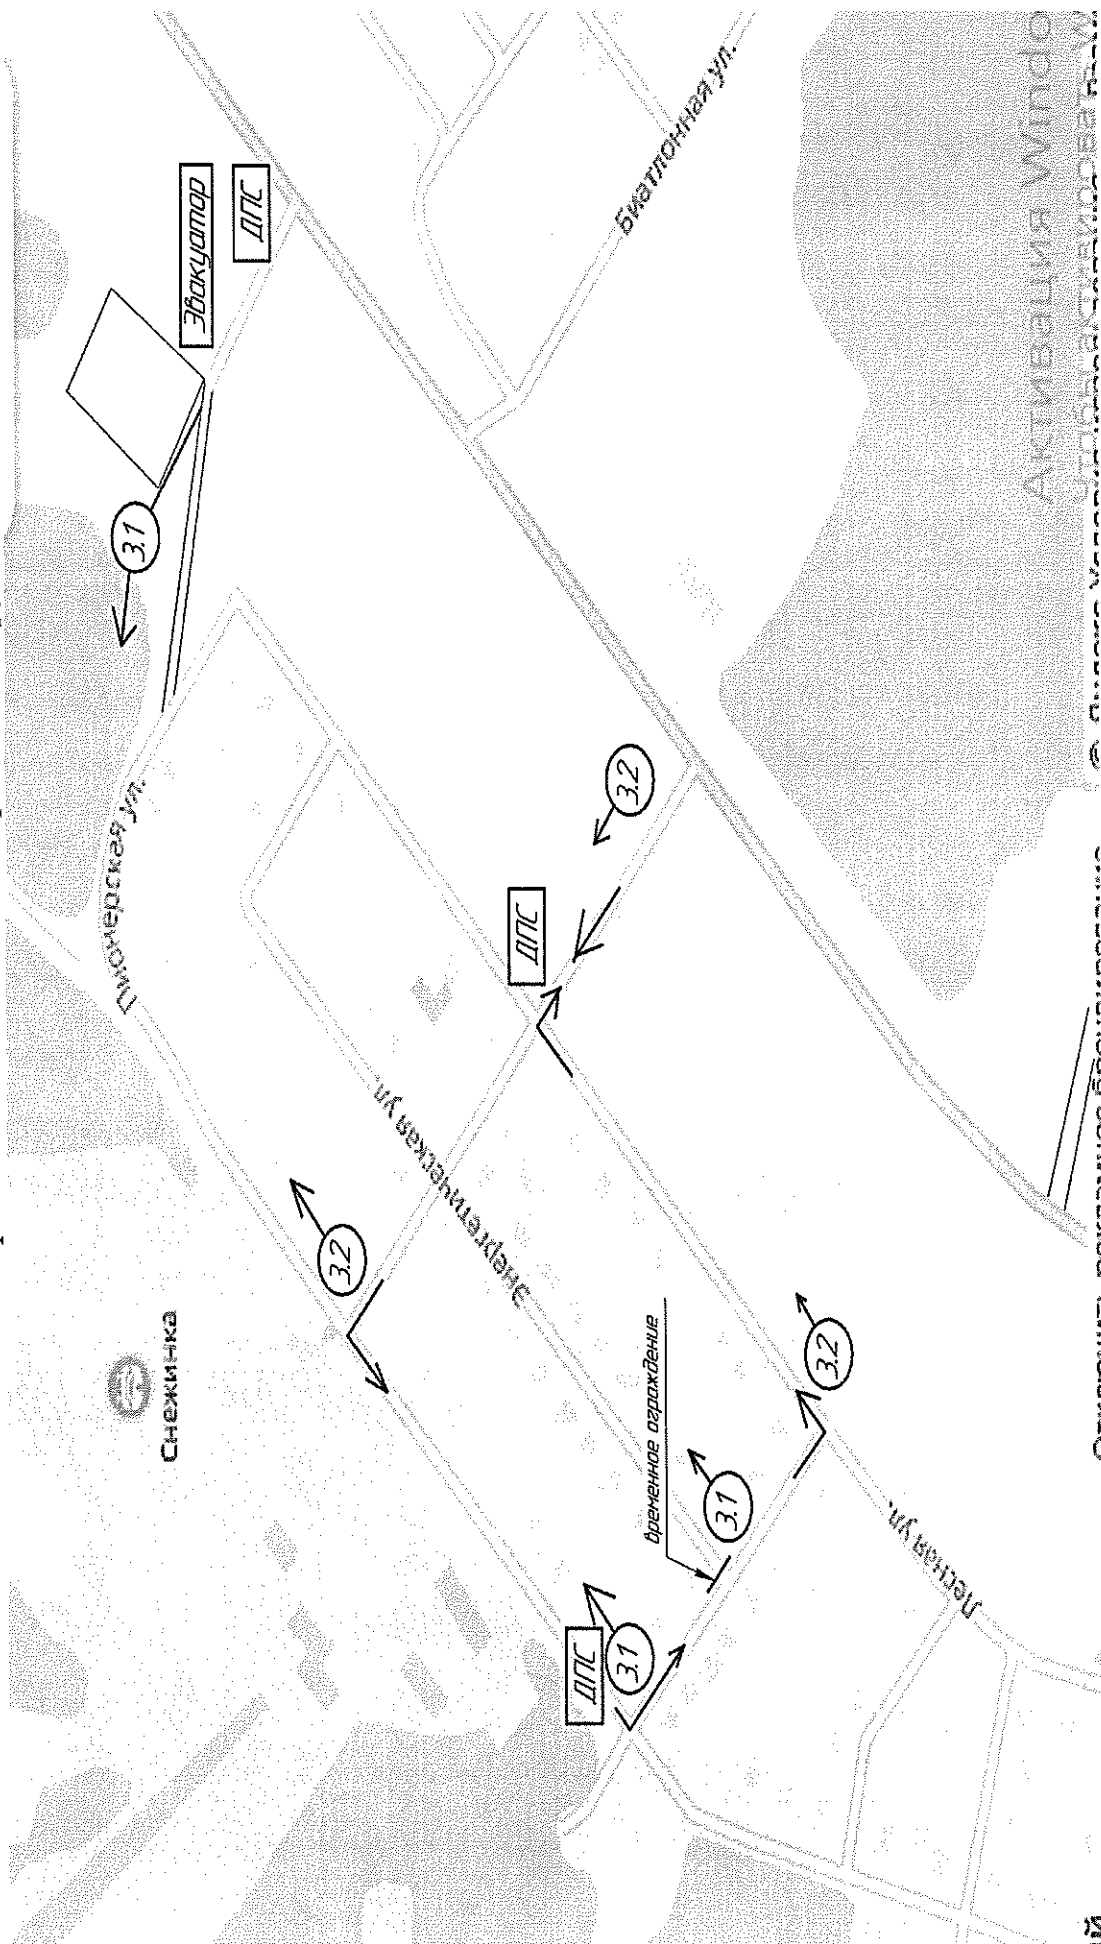 Эвакуатор
ДПС
Биатлонная ул.
3.1
Пионерская ул.
3.2
ДПС
Энергетическая ул
3.2
Снежинка
временное ограждение
3.2
3.1
ДПС
3.1
Лесная ул.
Активация Windo